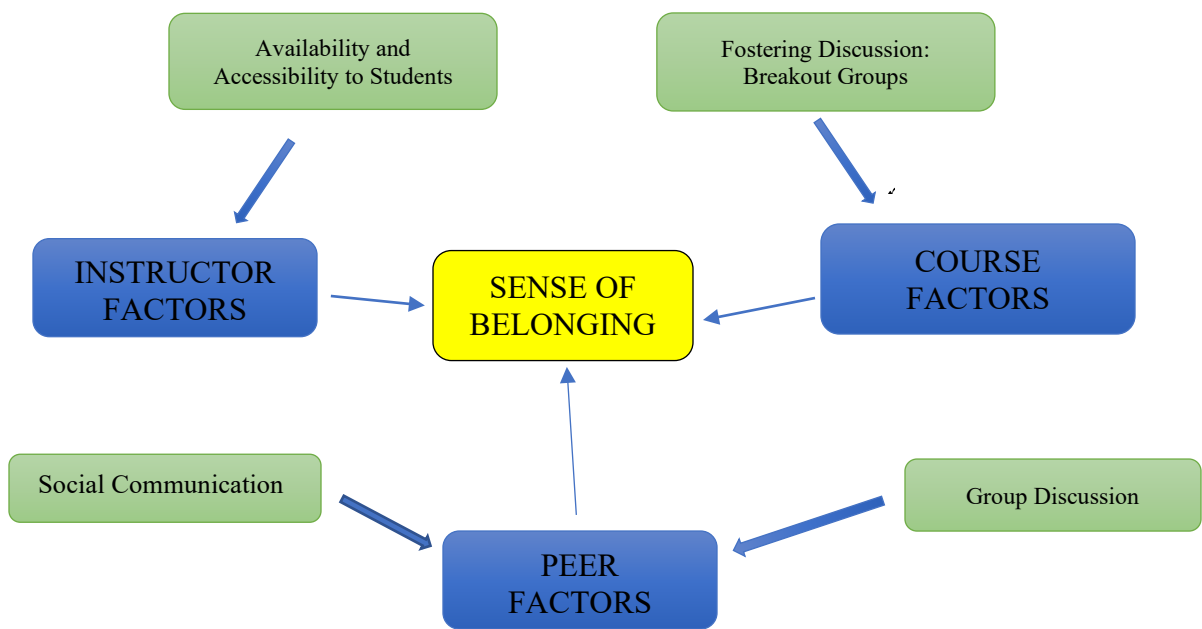 Availability and
Accessibility to Students
Fostering Discussion:
Breakout Groups
INSTRUCTOR
FACTORS
SENSE OF
BELONGING
COURSE
FACTORS
Social Communication
Group Discussion
PEER
FACTORS